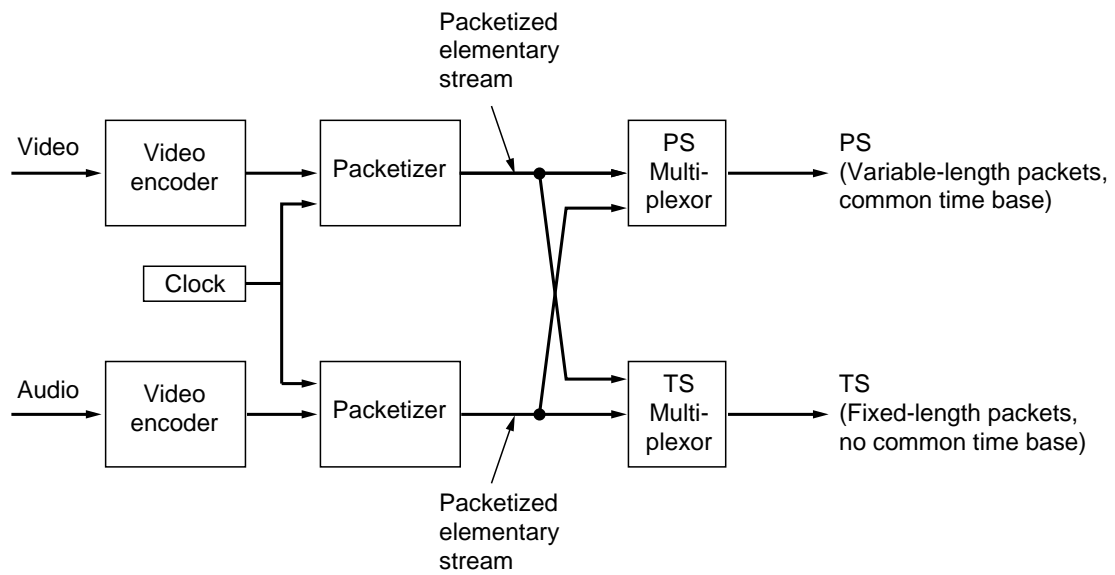 Packetized
elementary
stream
Video
Video
encoder
Packetizer
PS
Multi-
plexor
PS
(Variable-length packets,
common time base)
Clock
Audio
Video
encoder
Packetizer
TS
Multi-
plexor
TS
(Fixed-length packets,
no common time base)
Packetized
elementary
stream